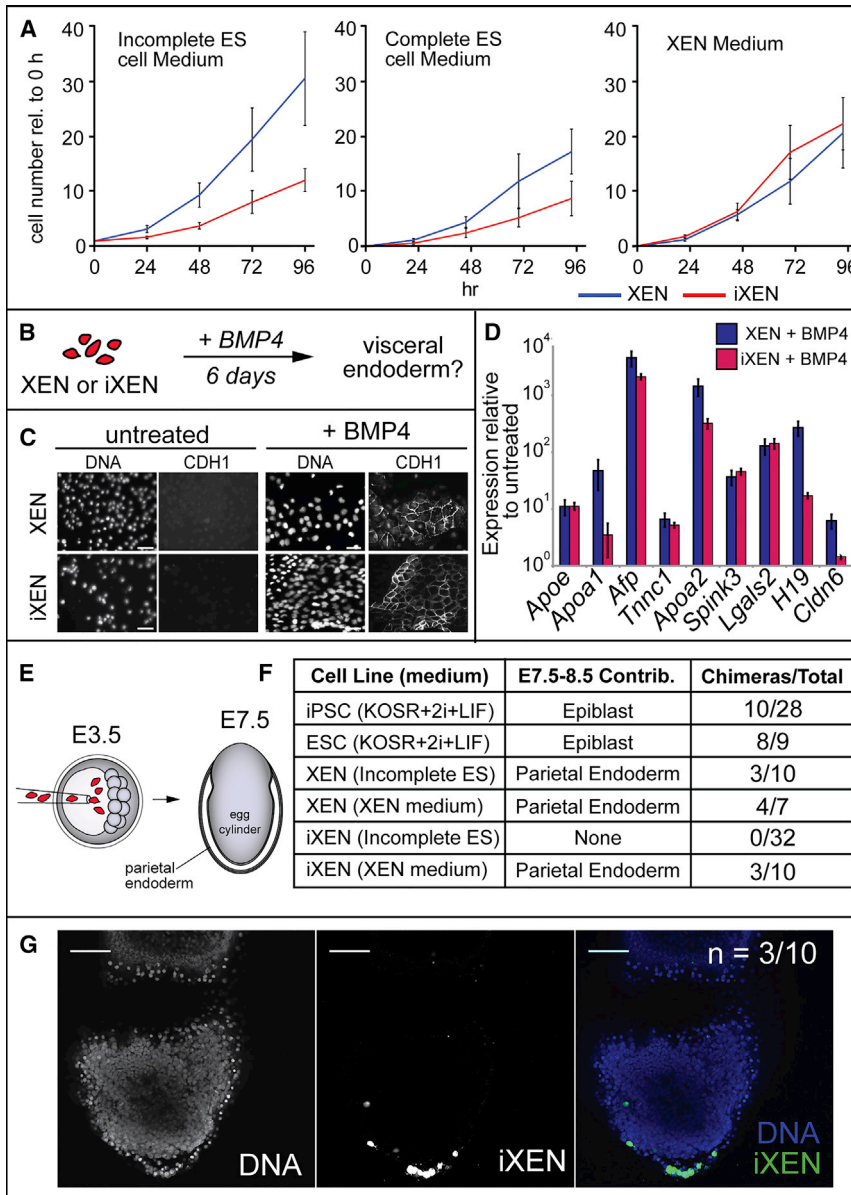 A
Incomplete ES
cell Medium
Complete ES
cell Medium
XEN Medium
cell number rel. to 0 h
40
30
20
10
0
0 24 48 72 96
40
30
20
10
0
0 24 48 72 96
40
30
20
10
0
0 24 48 72 96
hr
XEN iXEN
B
+ BMP4
6 days
XEN or iXEN
visceral
endoderm?
C
untreated + BMP4
DNA CDH1 DNA CDH1
XEN
iXEN
D
XEN + BMP4
iXEN + BMP4
Expression relative
to untreated
10⁴
10³
10²
10¹
10⁰
Apoe Apoa1 Afp Tnnc1 Apoa2 Spink3 Lgals2 H19 Cldn6
E
E3.5
E7.5
egg
cylinder
parietal
endoderm
F
Cell Line (medium) E7.5-8.5 Contrib. Chimeras/Total
iPSC (KOSR+2i+LIF) Epiblast 10/28
ESC (KOSR+2i+LIF) Epiblast 8/9
XEN (Incomplete ES) Parietal Endoderm 3/10
XEN (XEN medium) Parietal Endoderm 4/7
iXEN (Incomplete ES) None 0/32
iXEN (XEN medium) Parietal Endoderm 3/10
G
n = 3/10
DNA
iXEN
DNA
iXEN